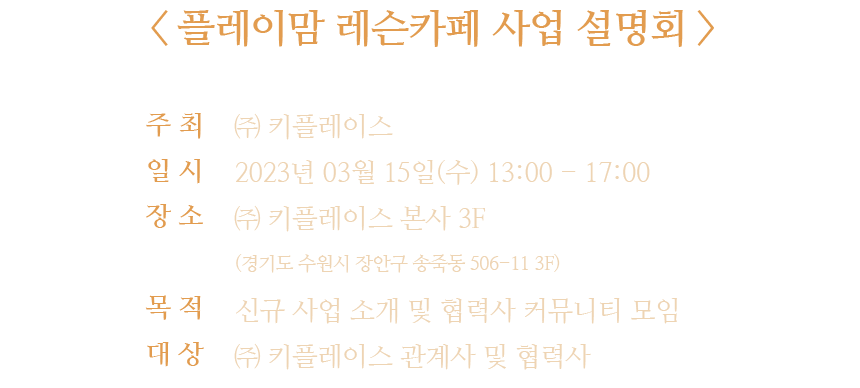 〈 플레이맘 레슨카페 사업 설명회 〉
주 최 ㈜ 키플레이스
일 시 2023년 03월 15일(수) 13:00 - 17:00
장 소 ㈜ 키플레이스 본사 3F
(경기도 수원시 장안구 송죽동 506-11 3F)
목 적 신규 사업 소개 및 협력사 커뮤니티 모임
대 상 ㈜ 키플레이스 관계사 및 협력사